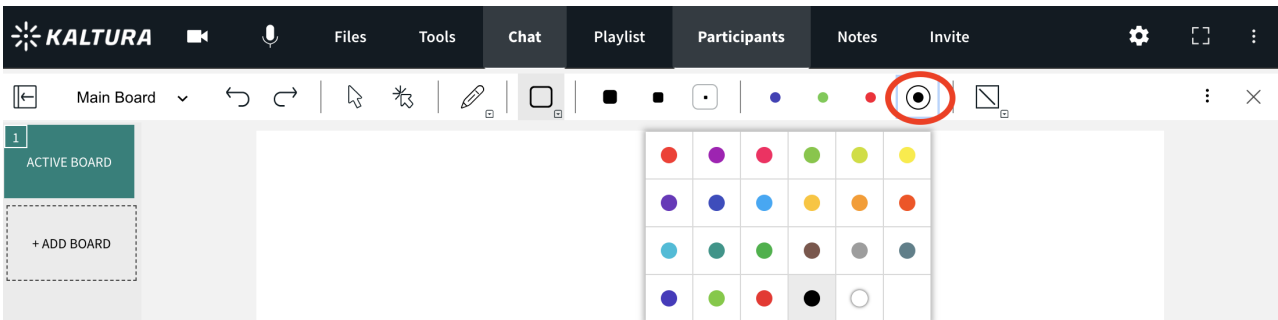 KALTURA Files Tools Chat Playlist Participants Notes Invite
Main Board
1
ACTIVE BOARD
+ ADD BOARD